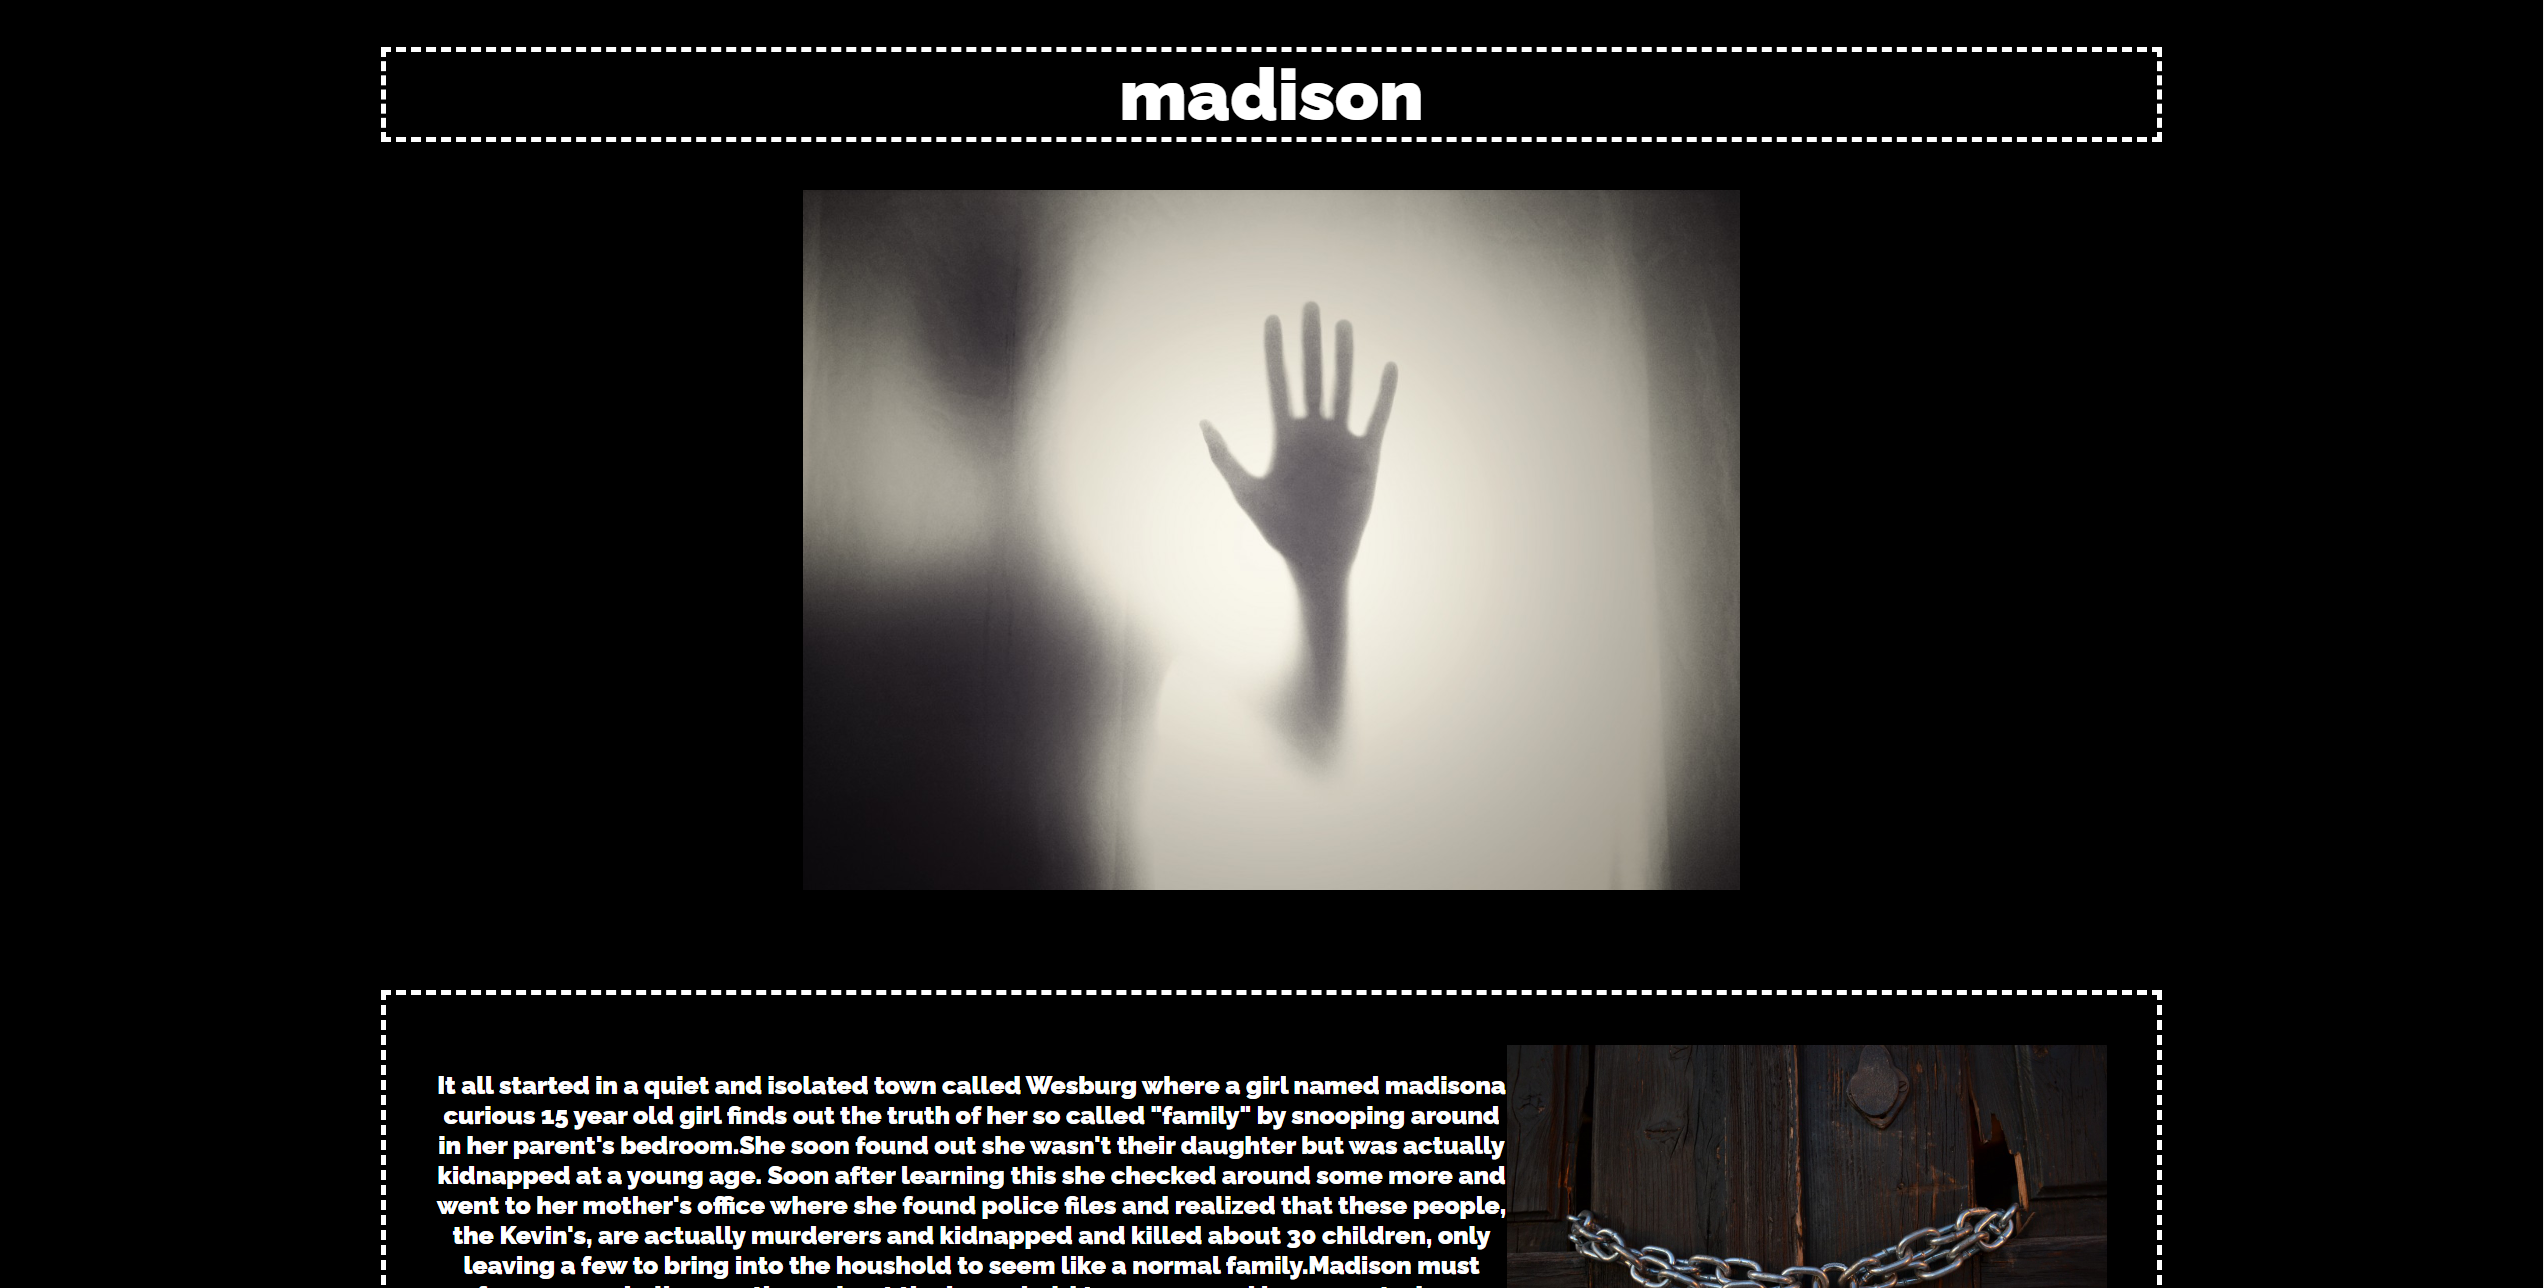 madison
It all started in a quiet and isolated town called Wesburg where a girl named madisona
curious 15 year old girl finds out the truth of her so called "family" by snooping around
in her parent's bedroom.She soon found out she wasn't their daughter but was actually
kidnapped at a young age. Soon after learning this she checked around some more and
went to her mother's office where she found police files and realized that these people,
the Kevin's, are actually murderers and kidnapped and killed about 30 children, only
leaving a few to bring into the houshold to seem like a normal family.Madison must